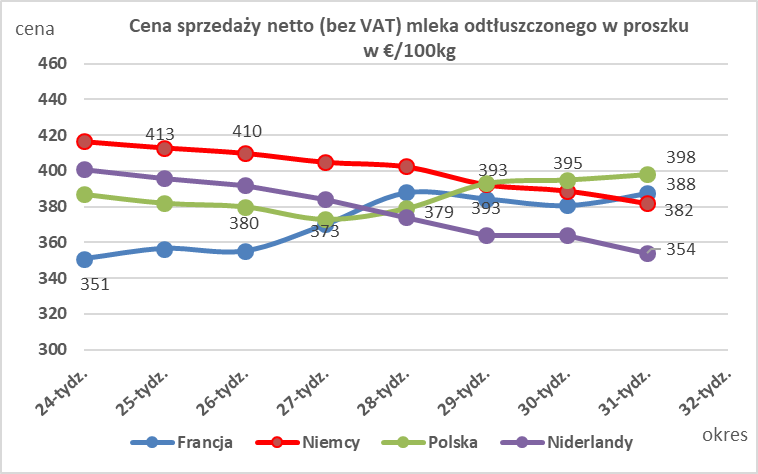 cena
Cena sprzedaży netto (bez VAT) mleka odtłuszczonego w proszku
w €/100kg
460
440
420
400
380
360
340
320
300
413
410
393
395
398
388
382
354
351
380
373
379
393
24-tydz.
25-tydz.
26-tydz.
27-tydz.
28-tydz.
29-tydz.
30-tydz.
31-tydz.
32-tydz.
okres
Francja
Niemcy
Polska
Niderlandy